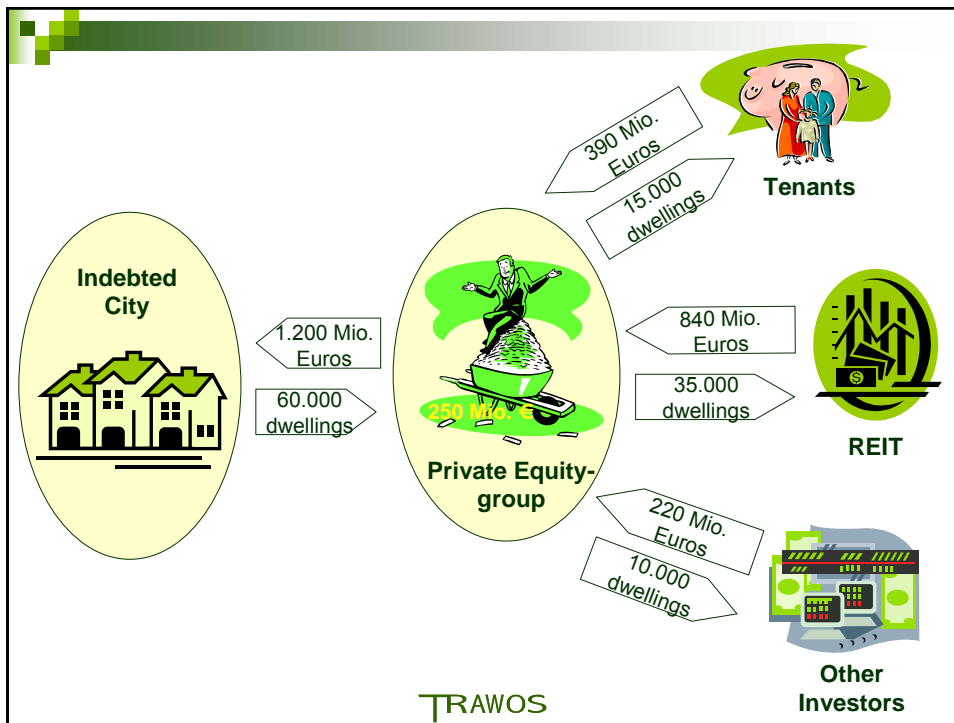 Indebted
City
1.200 Mio.
Euros
60.000
dwellings
250 Mio. €
Private Equity-
group
390 Mio.
Euros
15.000
dwellings
Tenants
840 Mio.
Euros
35.000
dwellings
$
REIT
220 Mio.
Euros
10.000
dwellings
Other
Investors
TRAWOS